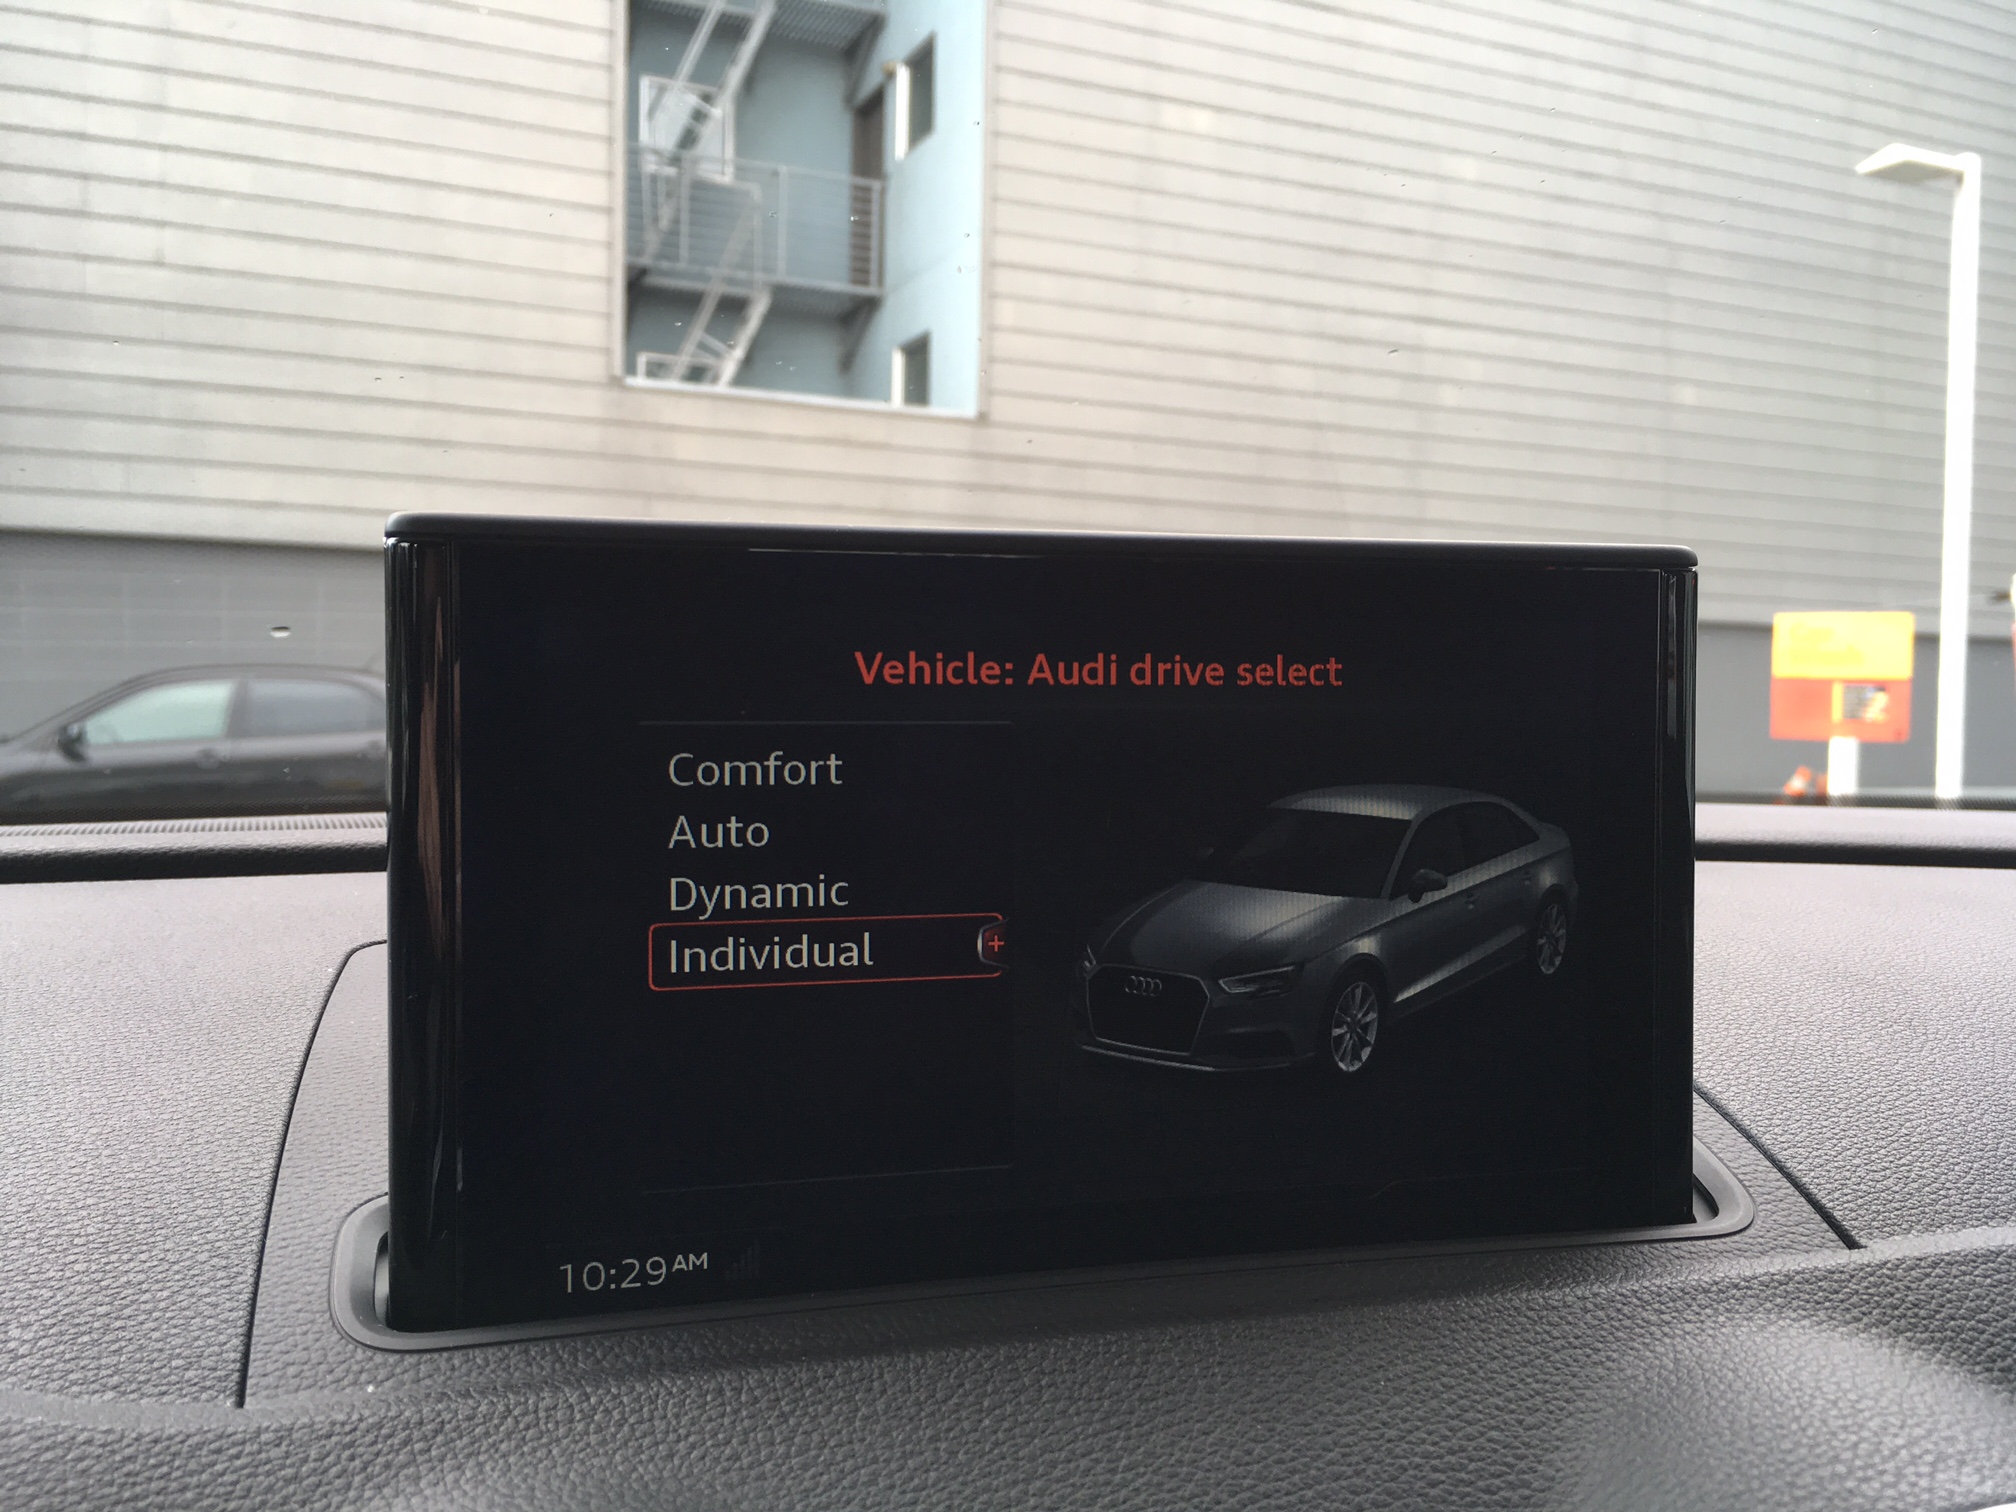 Vehicle: Audi drive select
Comfort
Auto
Dynamic
Individual
10:29 AM